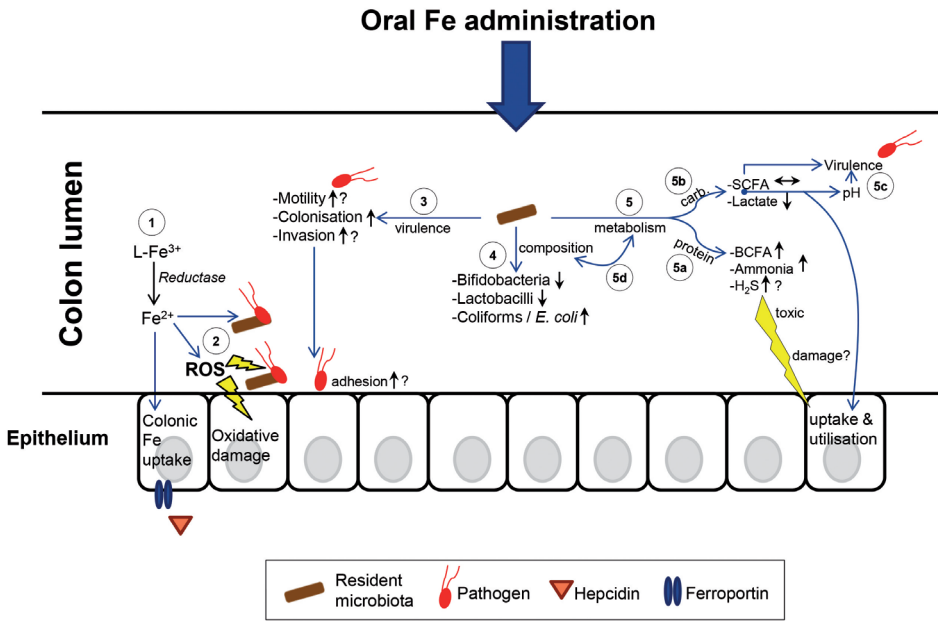 Oral Fe administration
Colon lumen
1
L-Fe³⁺
Reductase
Fe²⁺
2
ROS
-Motility ↑?
-Colonisation ↑
-Invasion ↑?
3
virulence
adhesion ↑?
4
composition
-Bifidobacteria ↓
-Lactobacilli ↓
-Coliforms / E. coli ↑
5
metabolism
5d
5b
carb.
-SCFA ↔
-Lactate ↓
Virulence
pH
5c
protein
5a
-BCFA ↑
-Ammonia ↑
-H₂S ↑ ?
toxic
damage?
Epithelium
Colonic
Fe
uptake
Oxidative
damage
uptake &
utilisation
Resident
microbiota
Pathogen
Hepcidin
Ferroportin